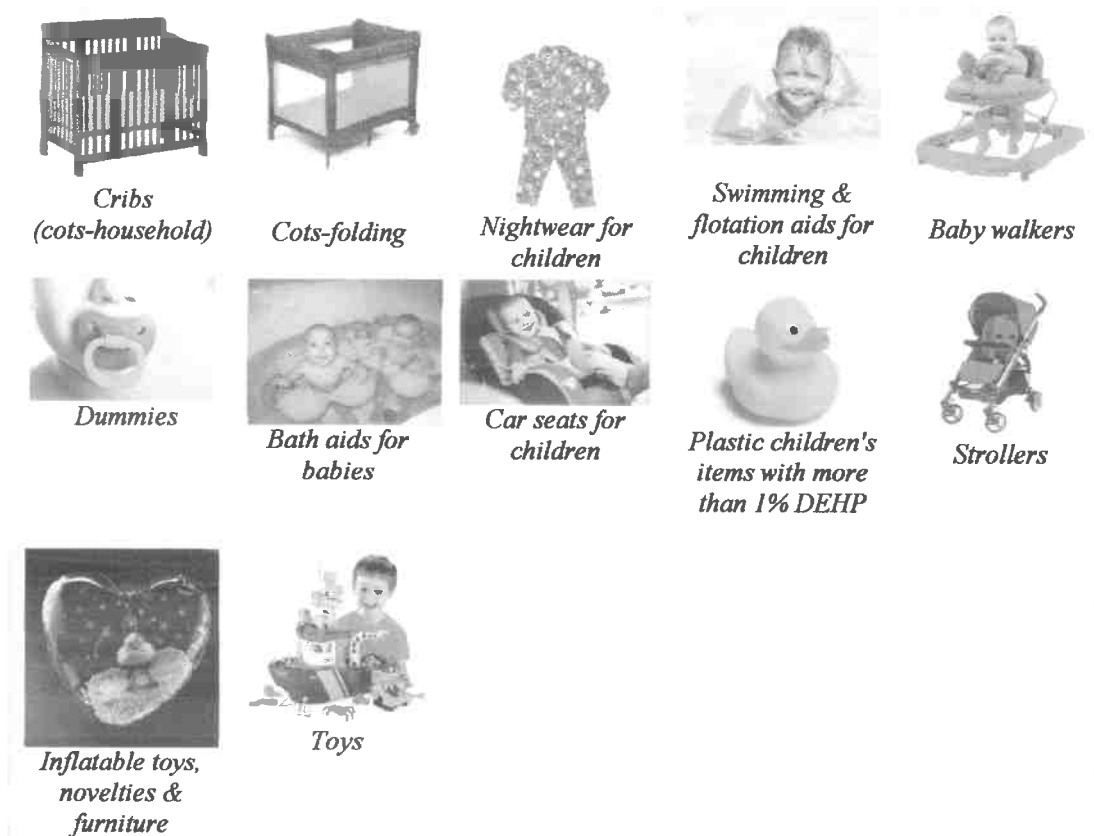 Cribs
(cots-household)
Cots-folding
Nightwear for
children
Swimming &
flotation aids for
children
Baby walkers
Dummies
Bath aids for
babies
Car seats for
children
Plastic children's
items with more
than 1% DEHP
Strollers
Inflatable toys,
novelties &
furniture
Toys